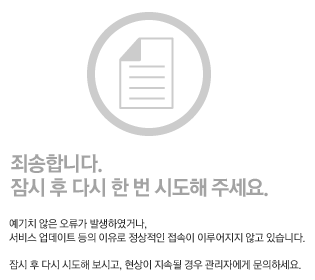 죄송합니다.
잠시 후 다시 한 번 시도해 주세요.
예기치 않은 오류가 발생하였거나,
서비스 업데이트 등의 이유로 정상적인 접속이 이루어지지 않고 있습니다.
잠시 후 다시 시도해 보시고, 현상이 지속될 경우 관리자에게 문의하세요.